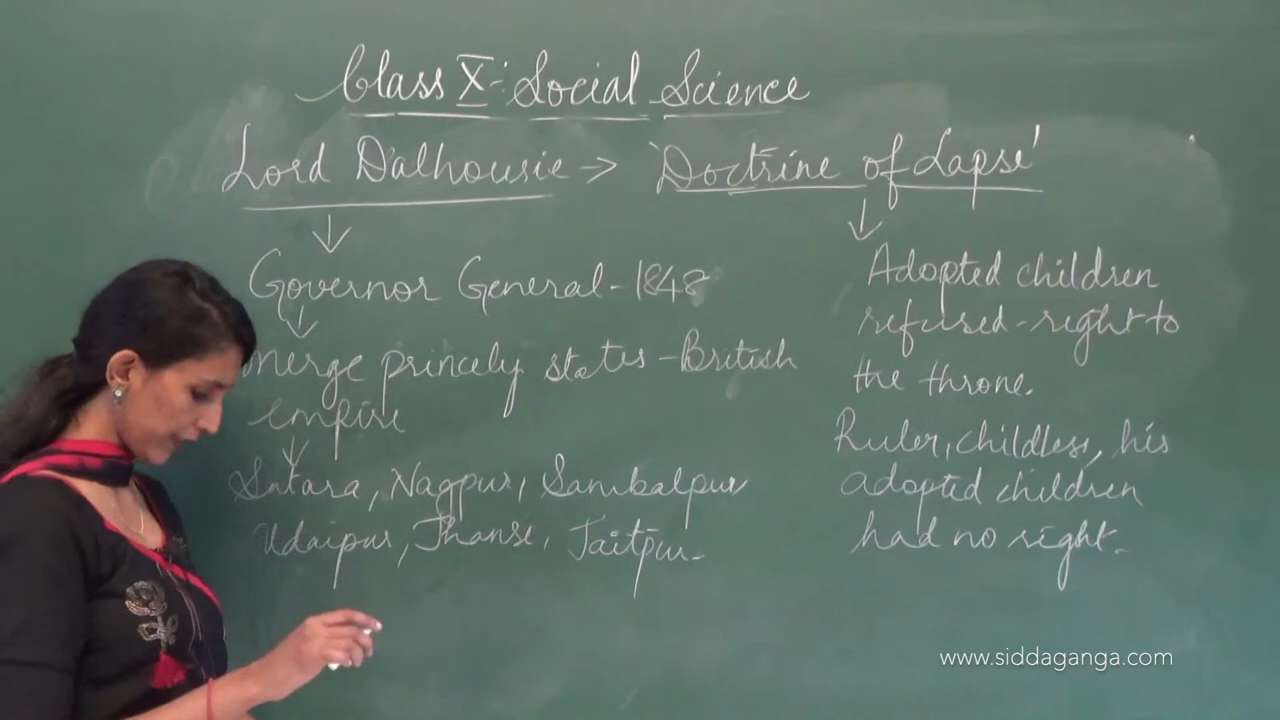 Class X: Social Science
Lord Dalhousie → 'Doctrine of Lapse'
↓
Governor General - 1848
↓
merge princely states - British
empire
↓
Satara, Nagpur, Sambalpur
Udaipur, Jhansi, Jaitpur.
↓
Adopted children
refused - right to
the throne.
Ruler, childless, his
adopted children
had no right.
www.siddaganga.com